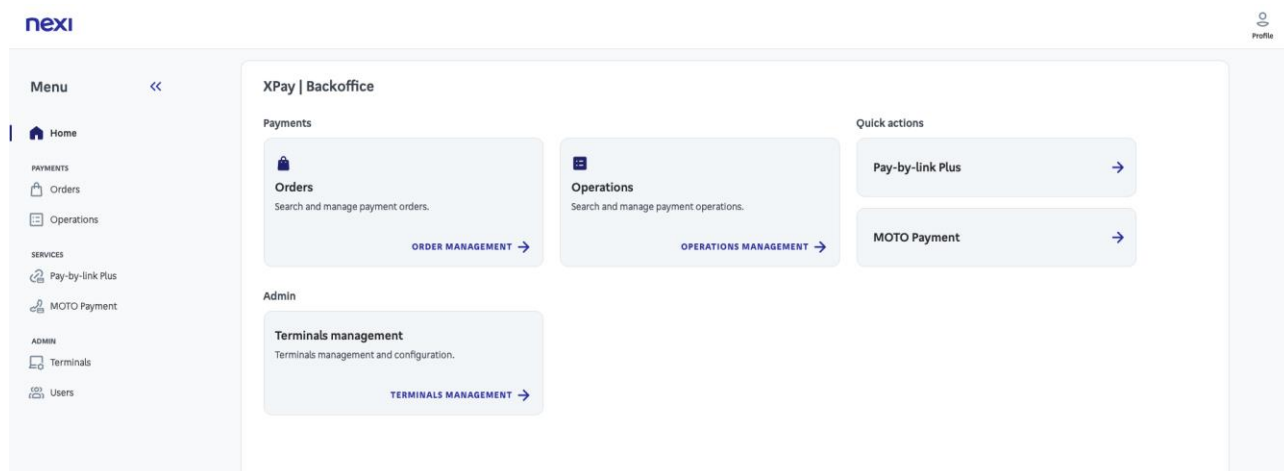 nexi
Profile
Menu
Home
PAYMENTS
Orders
Operations
SERVICES
Pay-by-link Plus
MOTO Payment
ADMIN
Terminals
Users
XPay | Backoffice
Payments
Orders
Search and manage payment orders.
ORDER MANAGEMENT
Operations
Search and manage payment operations.
OPERATIONS MANAGEMENT
Quick actions
Pay-by-link Plus
MOTO Payment
Admin
Terminals management
Terminals management and configuration.
TERMINALS MANAGEMENT